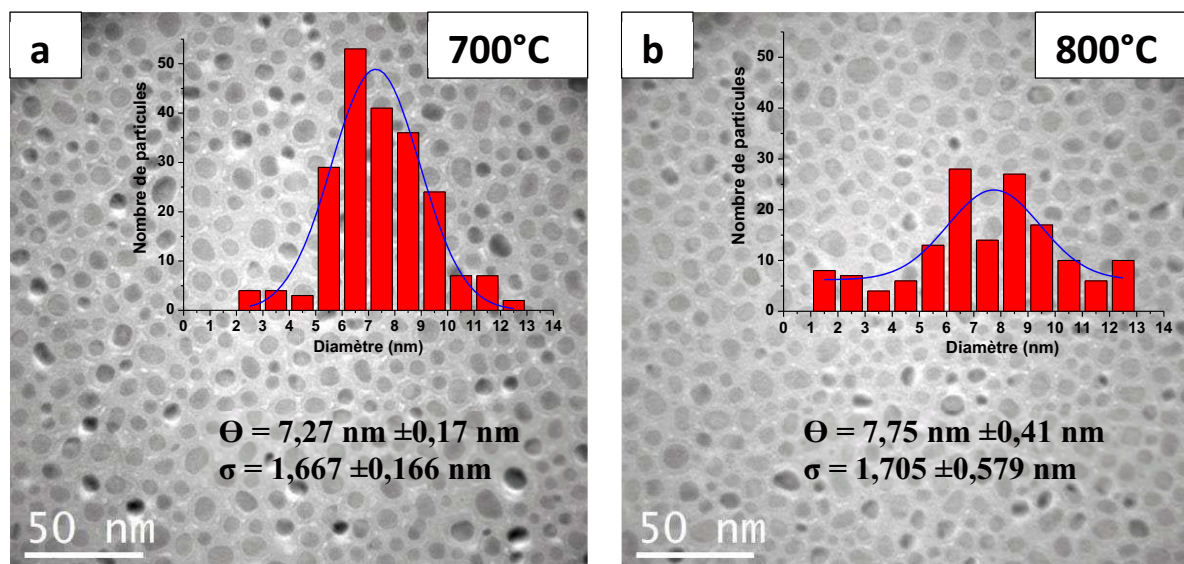 a
700°C
Nombre de particules
50
40
30
20
10
0
0 1 2 3 4 5 6 7 8 9 10 11 12 13 14
Diamètre (nm)
Ɵ = 7,27 nm ±0,17 nm
σ = 1,667 ±0,166 nm
50 nm
b
800°C
Nombre de particules
50
40
30
20
10
0
0 1 2 3 4 5 6 7 8 9 10 11 12 13 14
Diamètre (nm)
Ɵ = 7,75 nm ±0,41 nm
σ = 1,705 ±0,579 nm
50 nm